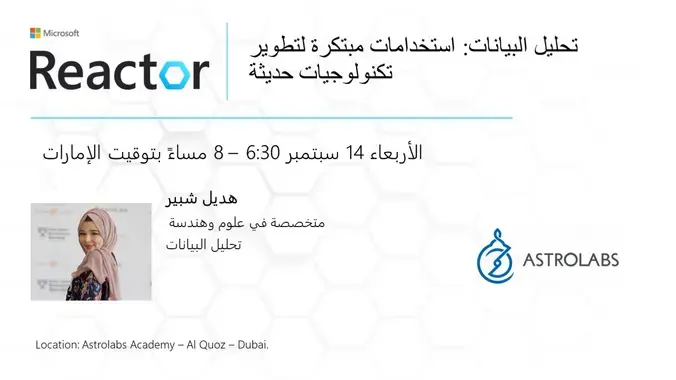 Microsoft
Reactor
تحليل البيانات: استخدامات مبتكرة لتطوير
تكنولوجيات حديثة
الأربعاء 14 سبتمبر 6:30 – 8 مساءً بتوقيت الإمارات
هديل شبير
متخصصة في علوم وهندسة
تحليل البيانات
ASTROLABS
Location: Astrolabs Academy – Al Quoz – Dubai.